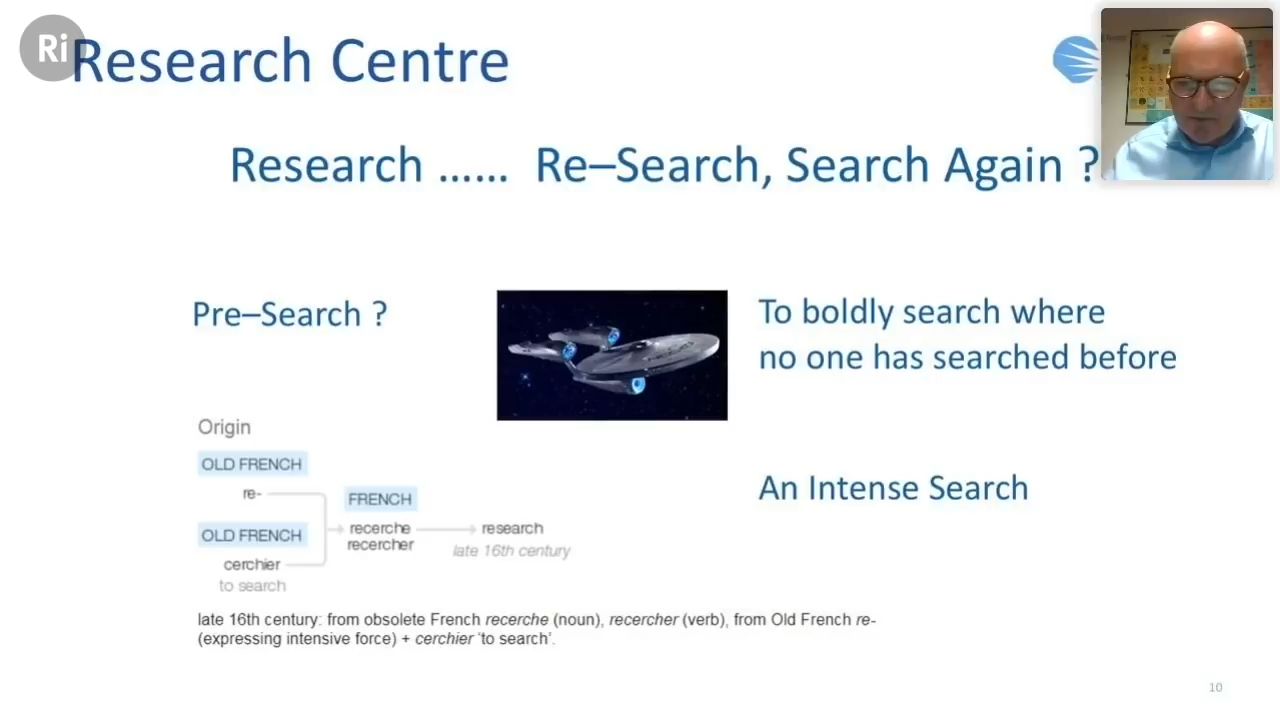 Ri
Research Centre
Research ...... Re–Search, Search Again ?
Pre–Search ?
To boldly search where
no one has searched before
Origin
OLD FRENCH
re-
FRENCH
OLD FRENCH
recerche
recercher
research
late 16th century
cerchier
to search
An Intense Search
late 16th century: from obsolete French recerche (noun), recercher (verb), from Old French re-
(expressing intensive force) + cerchier ‘to search’.
10